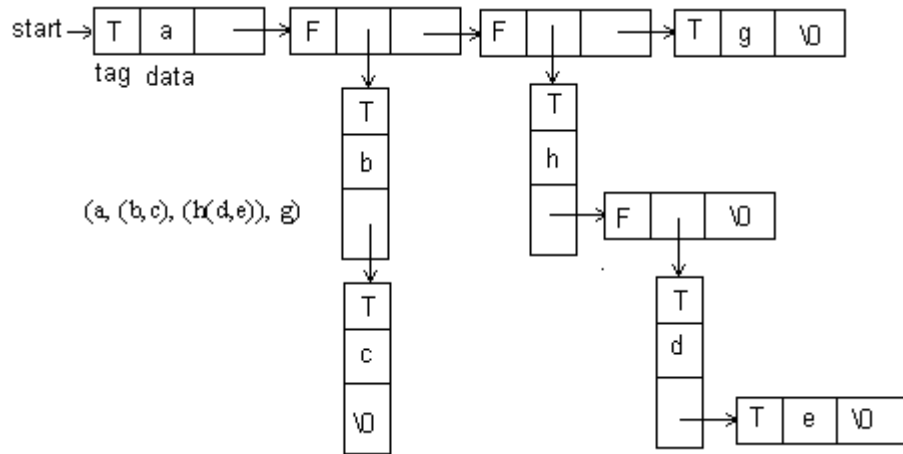 start T a F F T g \0
tag data
T T
b h
(a, (b,c), (h(d,e)), g)
F \0
T T
c d
\0
T e \0